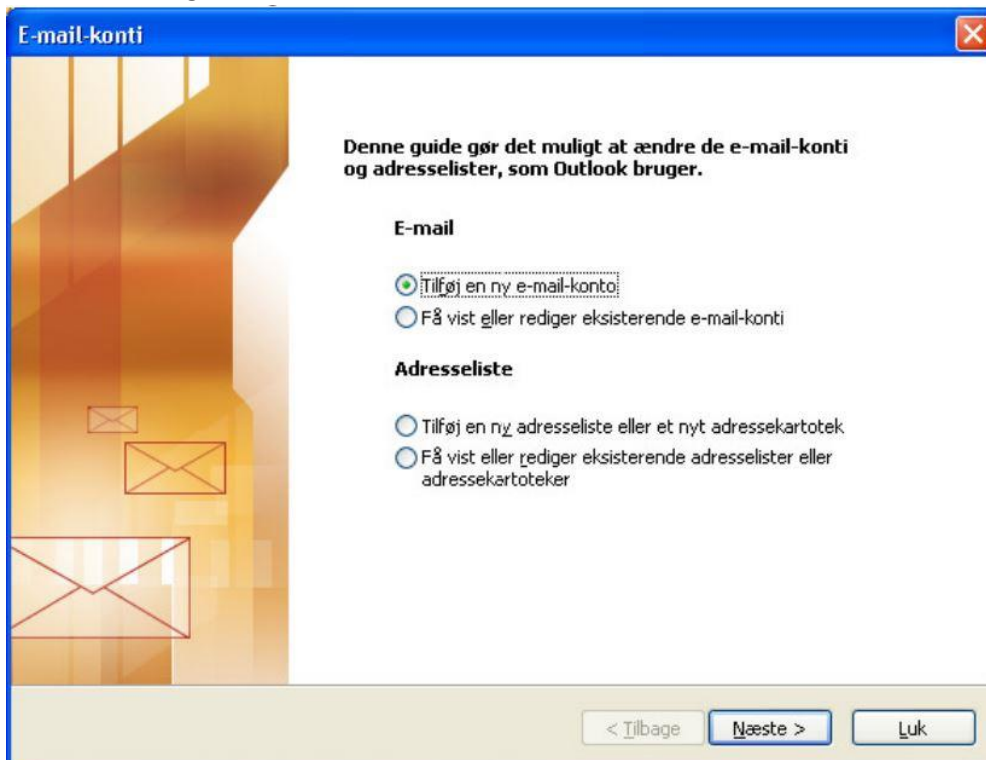 E-mail-konti
Denne guide gør det muligt at ændre de e-mail-konti
og adresselister, som Outlook bruger.
E-mail
Tilføj en ny e-mail-konto
Få vist eller rediger eksisterende e-mail-konti
Adresseliste
Tilføj en ny adresseliste eller et nyt adressekartotek
Få vist eller rediger eksisterende adresselister eller
adressekartoteker
< Tilbage
Næste >
Luk